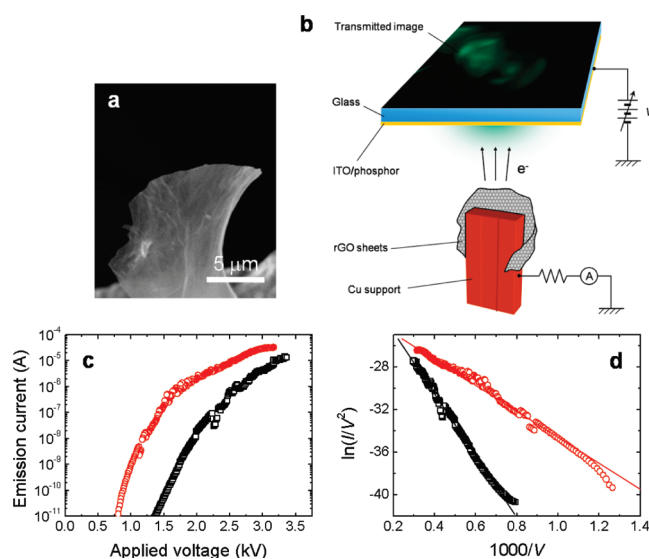 a
5 μm
b
Transmitted image
Glass
ITO/phosphor
V
e-
rGO sheets
Cu support
A
c
Emission current (A)
10-4
10-5
10-6
10-7
10-8
10-9
10-10
10-11
0.0 0.5 1.0 1.5 2.0 2.5 3.0 3.5
Applied voltage (kV)
d
ln(I/V2)
-26
-28
-32
-36
-40
0.2 0.4 0.6 0.8 1.0 1.2 1.4
1000/V